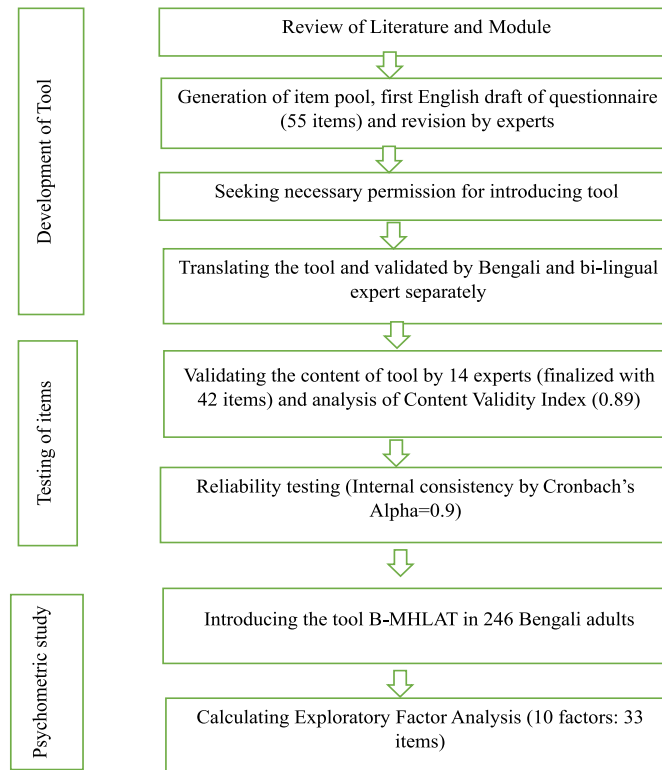 Development of Tool
Review of Literature and Module
Generation of item pool, first English draft of questionnaire
(55 items) and revision by experts
Seeking necessary permission for introducing tool
Translating the tool and validated by Bengali and bi-lingual
expert separately
Testing of items
Validating the content of tool by 14 experts (finalized with
42 items) and analysis of Content Validity Index (0.89)
Reliability testing (Internal consistency by Cronbach’s
Alpha=0.9)
Psychometric study
Introducing the tool B-MHLAT in 246 Bengali adults
Calculating Exploratory Factor Analysis (10 factors: 33
items)